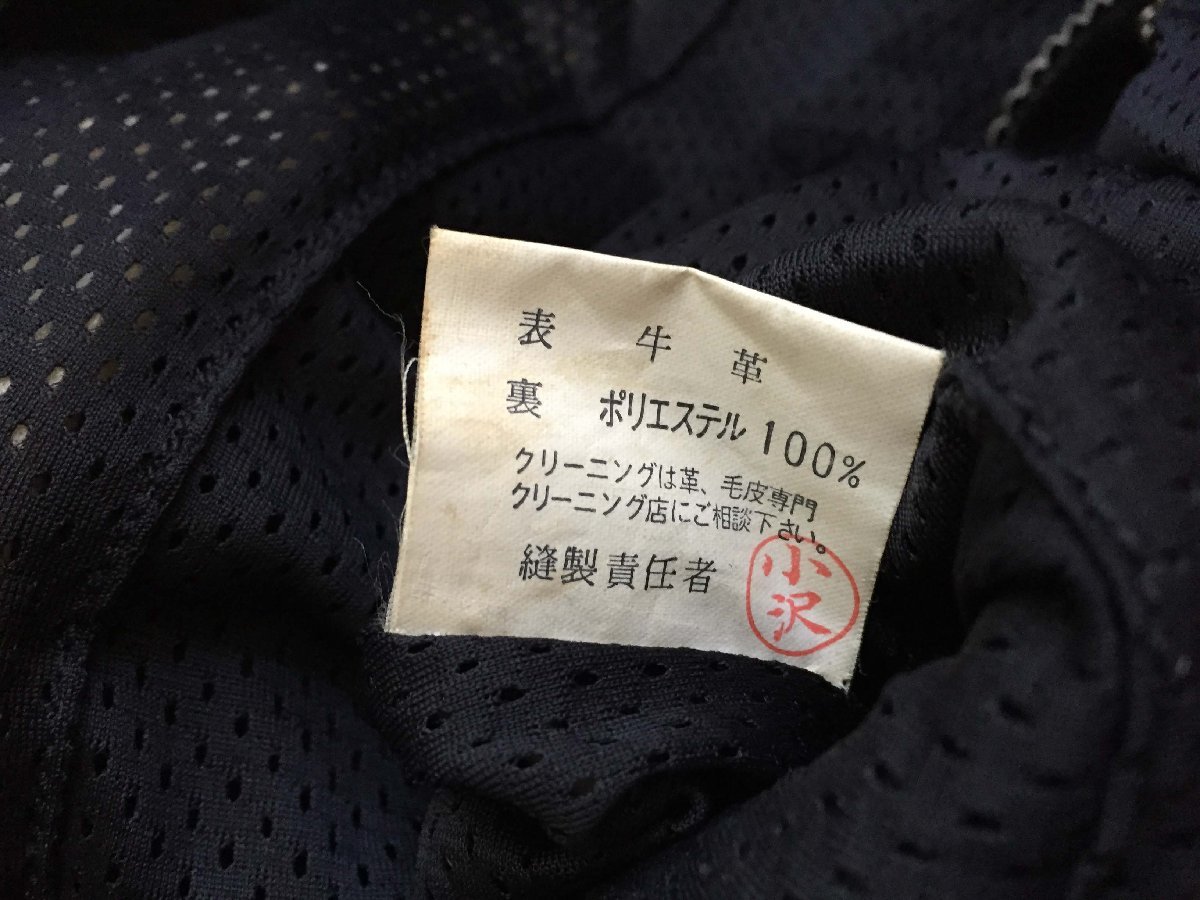 表 牛 革
裏 ポリエステル 100%
クリーニングは革、毛皮専門
クリーニング店にご相談下さい。
縫製責任者
小沢